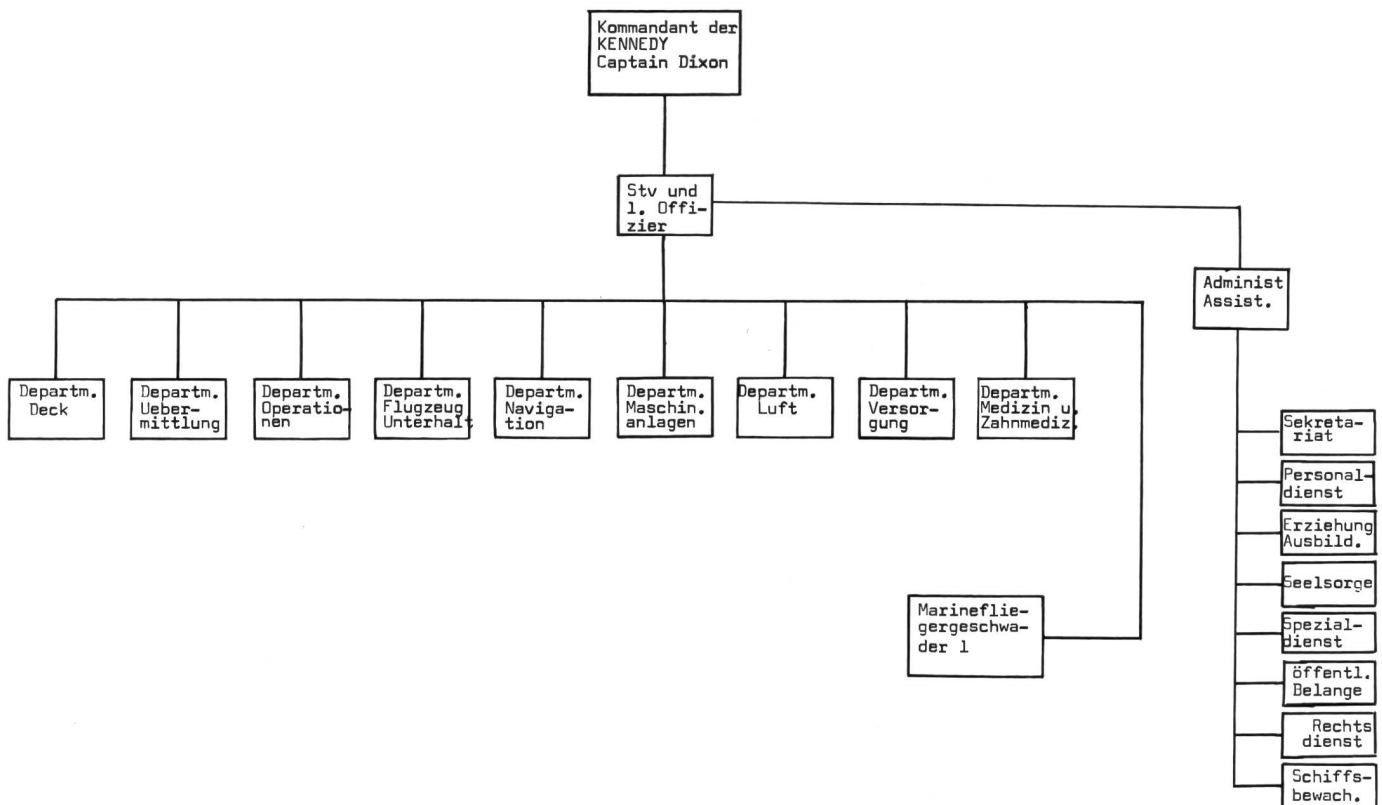 Kommandant der
KENNEDY
Captain Dixon
Stv und
1. Offi-
zier
Administ
Assist.
Departm.
Deck
Departm.
Ueber-
mittlung
Departm.
Operatio-
nen
Departm.
Flugzeug
Unterhalt
Departm.
Naviga-
tion
Departm.
Maschin.
anlagen
Departm.
Luft
Departm.
Versor-
gung
Departm.
Medizin u.
Zahnmediz.
Marineflie-
gergeschwa-
der 1
Sekreta-
riat
Personal-
dienst
Erziehung
Ausbild.
Seelsorge
Spezial-
dienst
öffentl.
Belange
Rechts
dienst
Schiffs-
bewach.